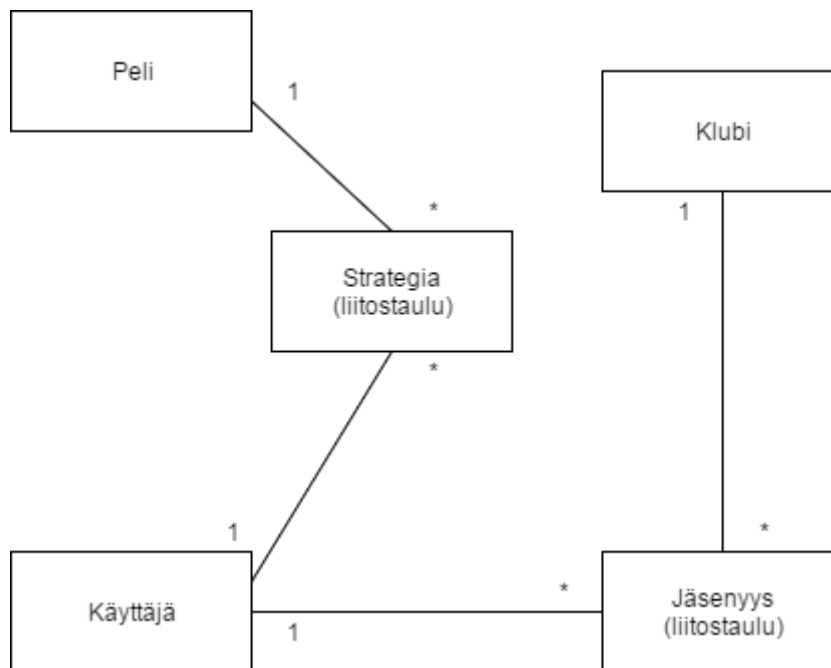 Peli
1
Klubi
1
*
Strategia
(liitostaulu)
*
1
*
*
Käyttäjä
1
Jäsenyys
(liitostaulu)